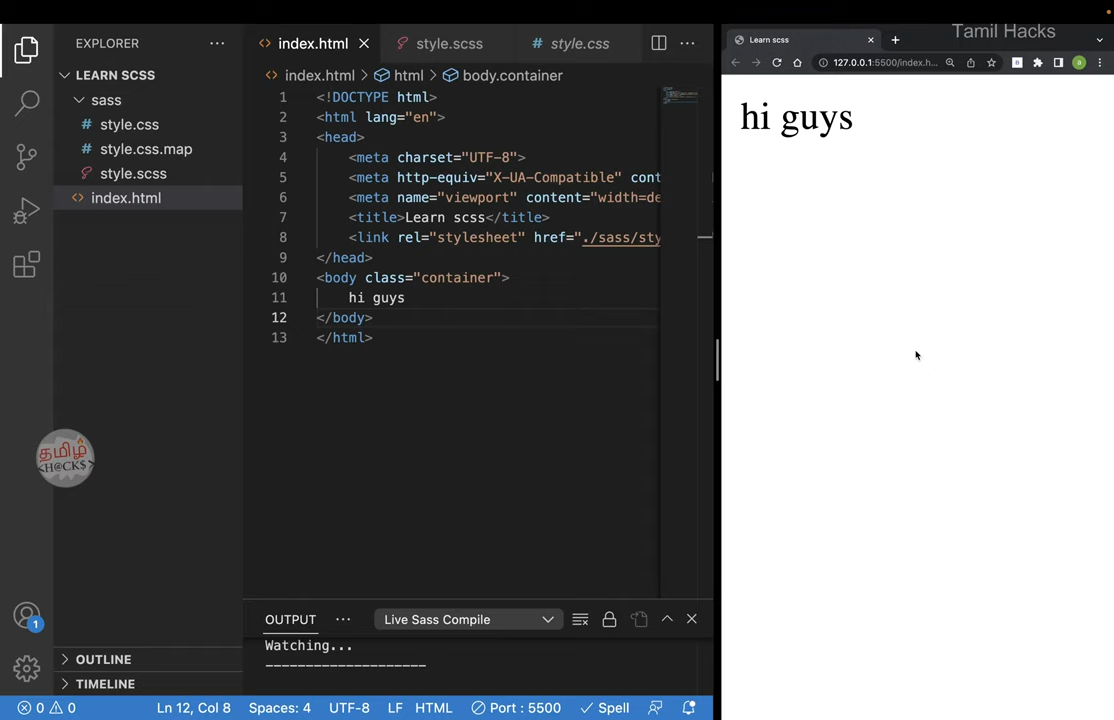 EXPLORER
LEARN SCSS
sass
style.css
style.css.map
style.scss
index.html
தமிழ்
<H@CK$>
1
OUTLINE
TIMELINE
index.html
style.scss
style.css
index.html > html > body.container
1 <!DOCTYPE html>
2 <html lang="en">
3 <head>
4 <meta charset="UTF-8">
5 <meta http-equiv="X-UA-Compatible" cont
6 <meta name="viewport" content="width=de
7 <title>Learn scss</title>
8 <link rel="stylesheet" href="./sass/sty
9 </head>
10 <body class="container">
11 hi guys
12 </body>
13 </html>
OUTPUT
Live Sass Compile
Watching...
--------------------
0 0
Ln 12, Col 8
Spaces: 4
UTF-8
LF
HTML
Port : 5500
Spell
Tamil Hacks
Learn scss
127.0.0.1:5500/index.h...
B
a
hi guys